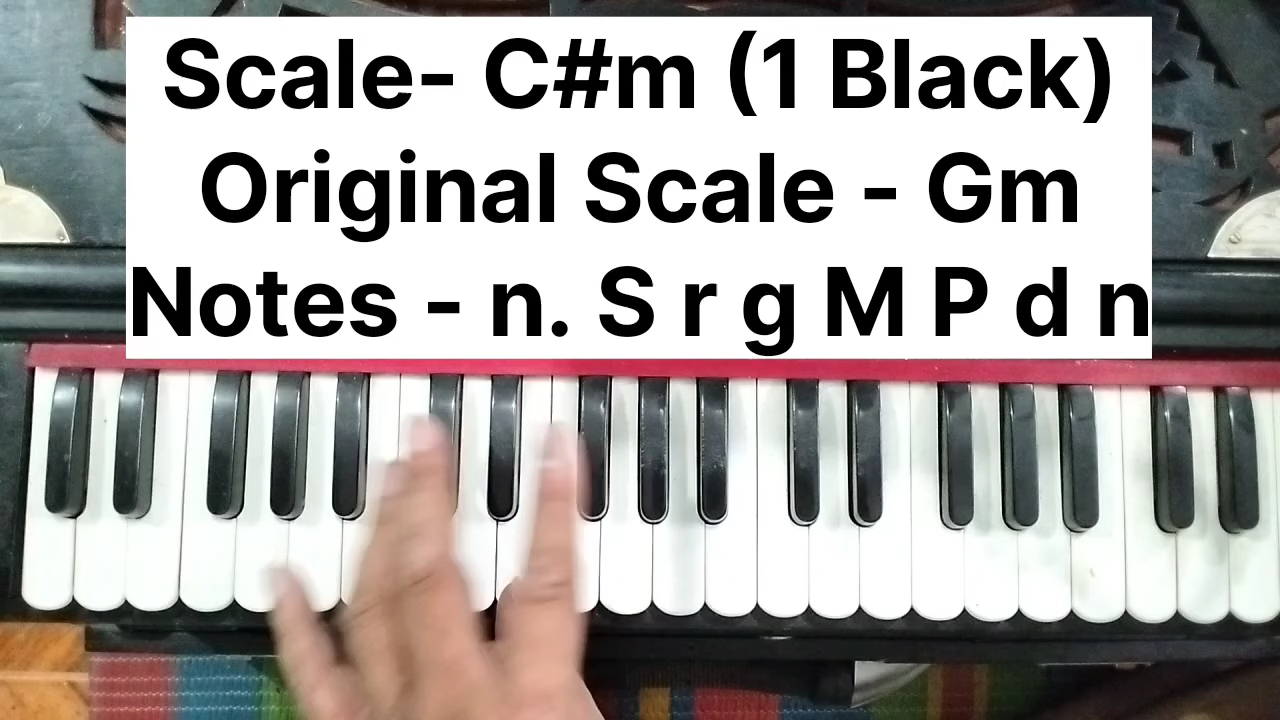 Scale- C#m (1 Black)
Original Scale - Gm
Notes - n. S r g M P d n